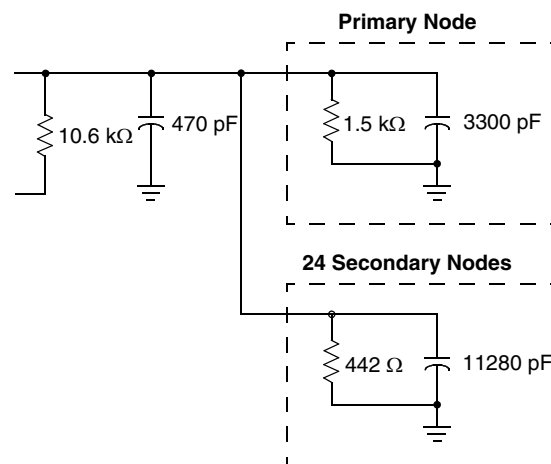 Primary Node
10.6 kΩ
470 pF
1.5 kΩ
3300 pF
24 Secondary Nodes
442 Ω
11280 pF